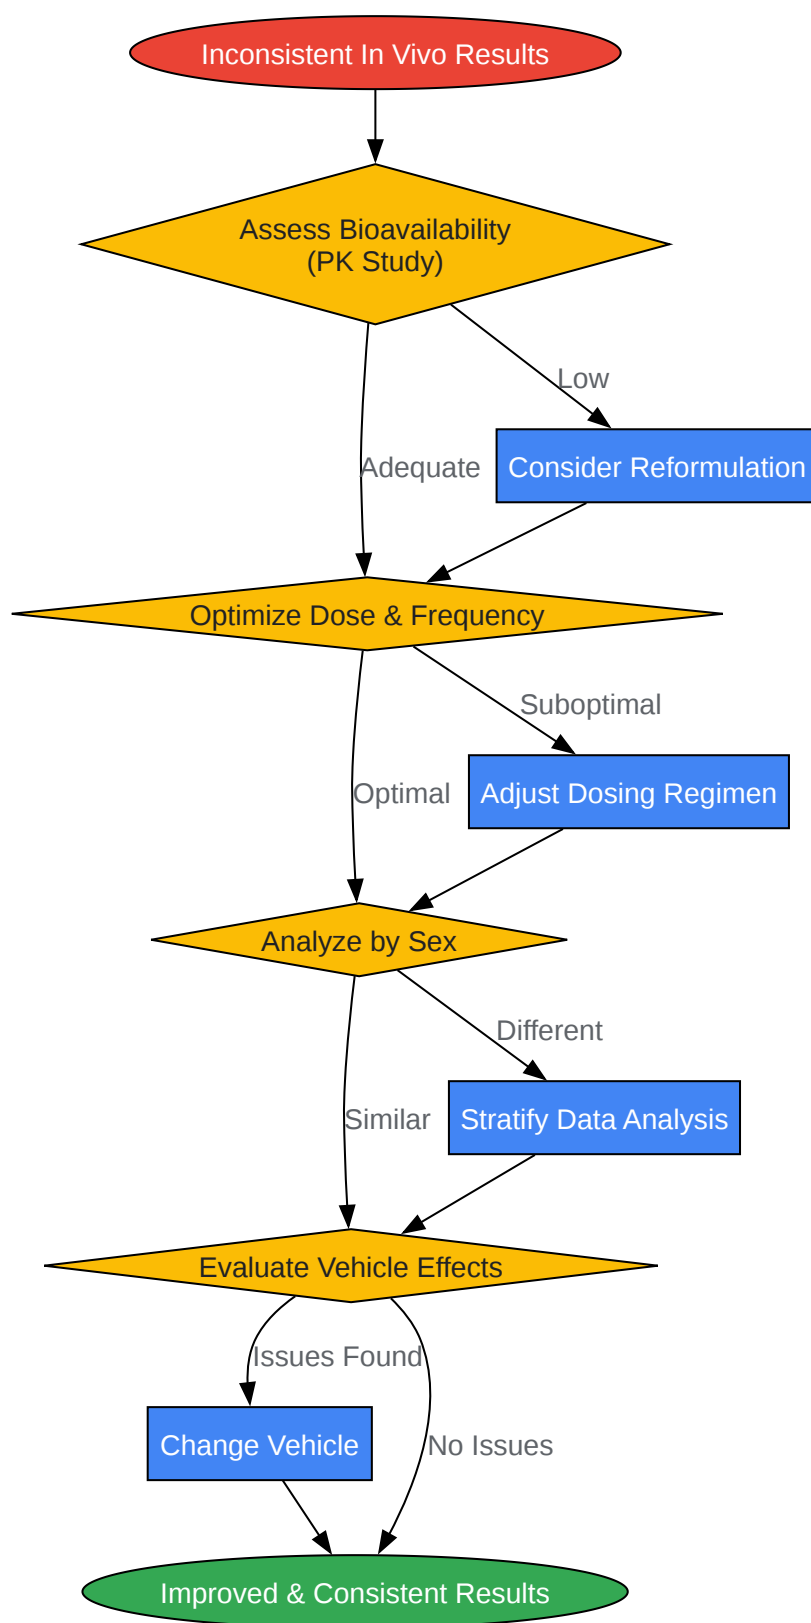 Inconsistent In Vivo Results
Assess Bioavailability
(PK Study)
Low
Adequate
Consider Reformulation
Optimize Dose & Frequency
Suboptimal
Optimal
Adjust Dosing Regimen
Analyze by Sex
Different
Similar
Stratify Data Analysis
Evaluate Vehicle Effects
Issues Found
Change Vehicle
No Issues
Improved & Consistent Results